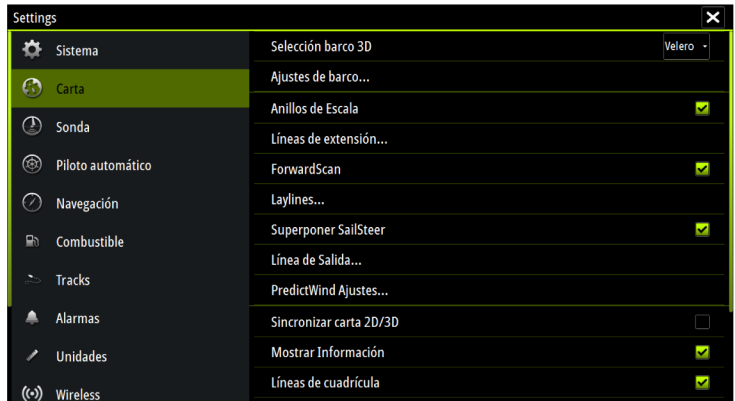 Settings
Sistema
Carta
Sonda
Piloto automático
Navegación
Combustible
Tracks
Alarmas
Unidades
Wireless
Selección barco 3D
Velero
Ajustes de barco...
Anillos de Escala
Líneas de extensión...
ForwardScan
Laylines...
Superponer SailSteer
Línea de Salida...
PredictWind Ajustes...
Sincronizar carta 2D/3D
Mostrar Información
Líneas de cuadrícula